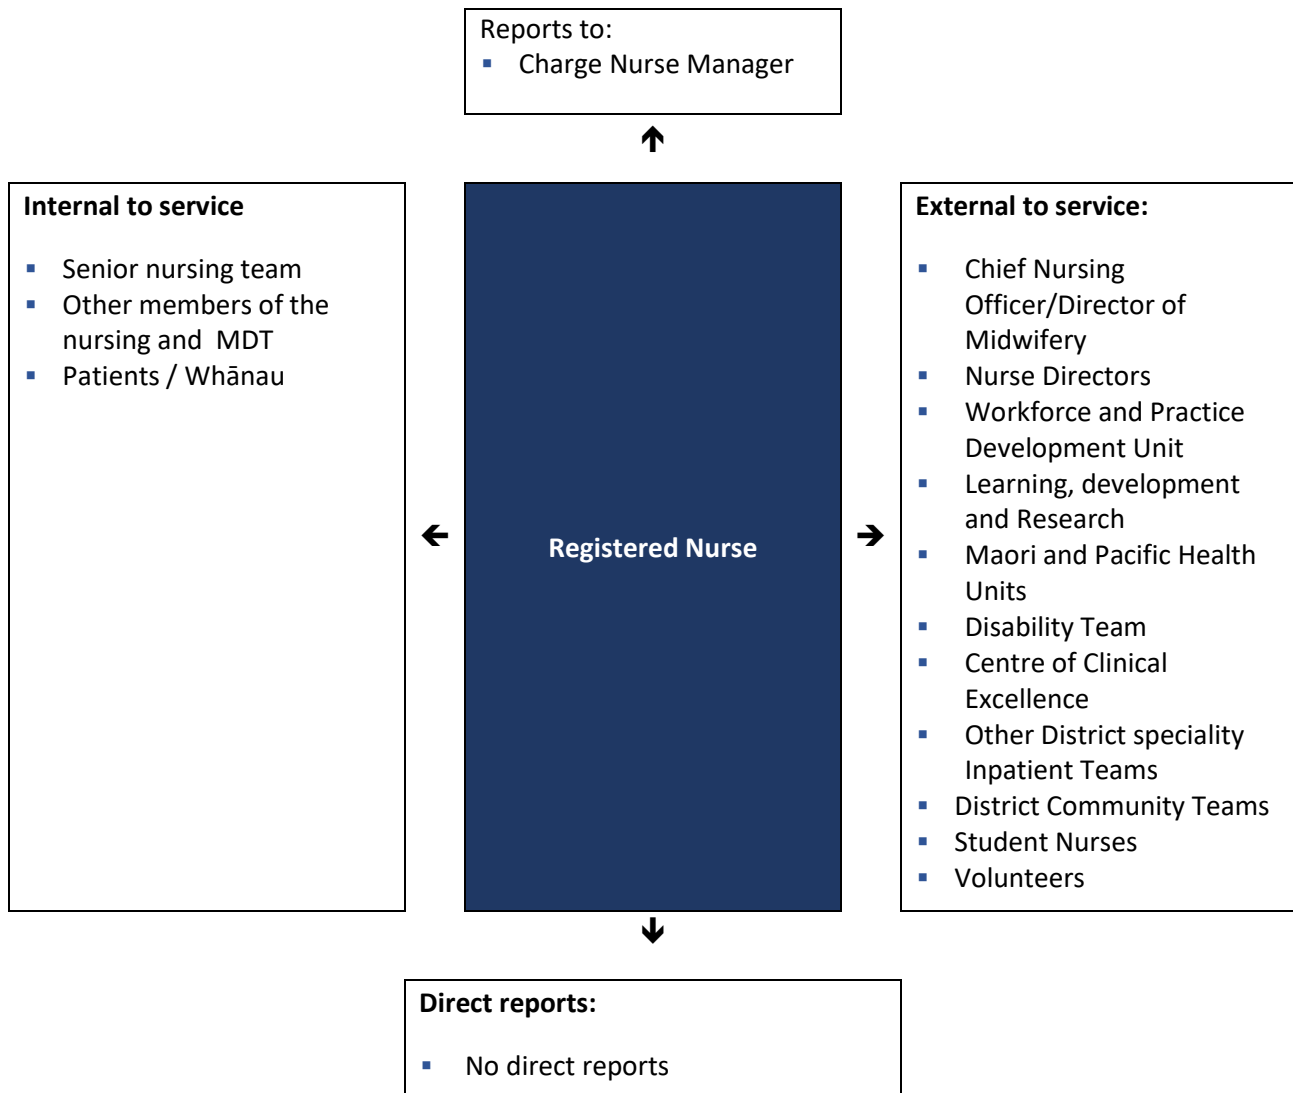 Reports to:
▪ Charge Nurse Manager
↑
Internal to service
▪ Senior nursing team
▪ Other members of the
nursing and  MDT
▪ Patients / Whānau
←
Registered Nurse
→
External to service:
▪ Chief Nursing
Officer/Director of
Midwifery
▪ Nurse Directors
▪ Workforce and Practice
Development Unit
▪ Learning, development
and Research
▪ Maori and Pacific Health
Units
▪ Disability Team
▪ Centre of Clinical
Excellence
▪ Other District speciality
Inpatient Teams
▪ District Community Teams
▪ Student Nurses
▪ Volunteers
↓
Direct reports:
▪ No direct reports